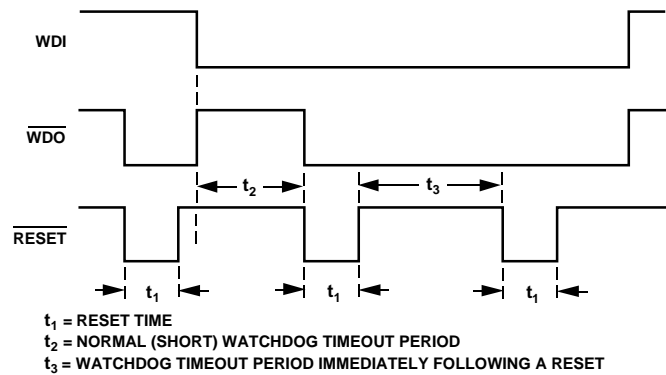 WDI
WDO
t2
t3
RESET
t1
t1
t1
t1 = RESET TIME
t2 = NORMAL (SHORT) WATCHDOG TIMEOUT PERIOD
t3 = WATCHDOG TIMEOUT PERIOD IMMEDIATELY FOLLOWING A RESET